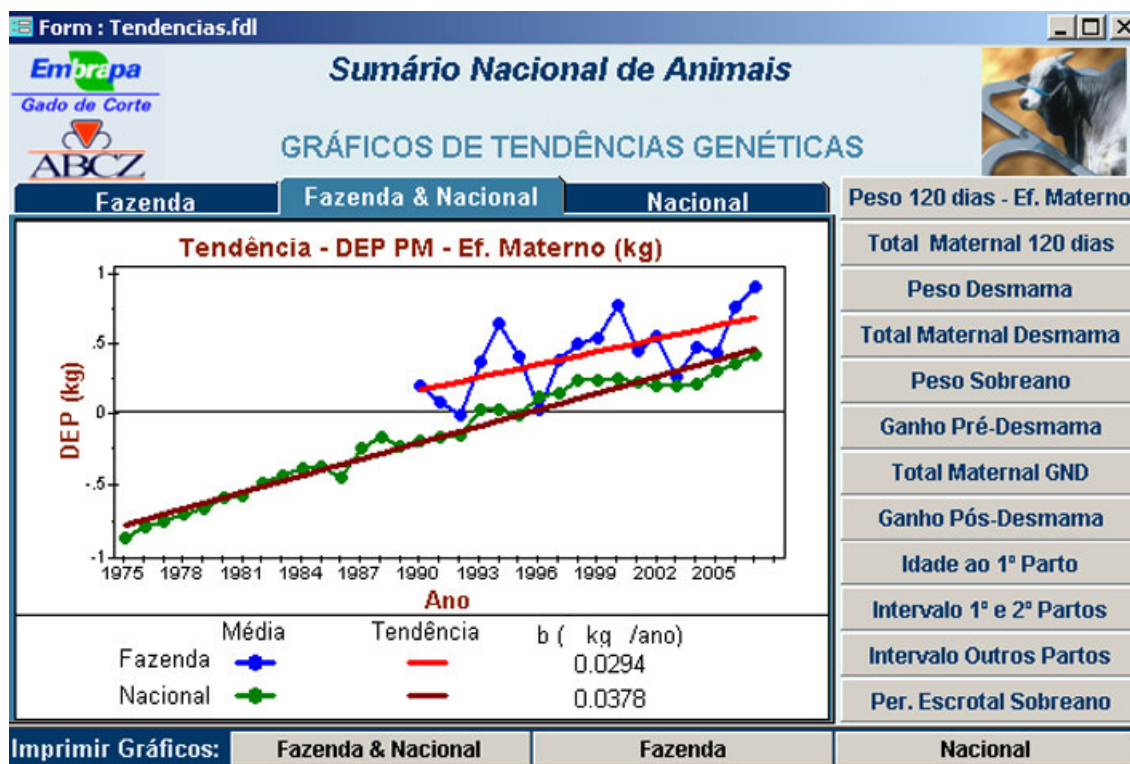 Form : Tendencias.fdl
Embrapa
Gado de Corte
ABCZ
Sumário Nacional de Animais
GRÁFICOS DE TENDÊNCIAS GENÉTICAS
Fazenda
Fazenda & Nacional
Nacional
Tendência - DEP PM - Ef. Materno (kg)
DEP (kg)
1
.5
0
-.5
-1
1975 1978 1981 1984 1987 1990 1993 1996 1999 2002 2005
Ano
Média Tendência b ( kg /ano)
Fazenda 0.0294
Nacional 0.0378
Peso 120 dias - Ef. Materno
Total Maternal 120 dias
Peso Desmama
Total Maternal Desmama
Peso Sobreano
Ganho Pré-Desmama
Total Maternal GND
Ganho Pós-Desmama
Idade ao 1º Parto
Intervalo 1º e 2º Partos
Intervalo Outros Partos
Per. Escrotal Sobreano
Imprimir Gráficos: Fazenda & Nacional Fazenda Nacional